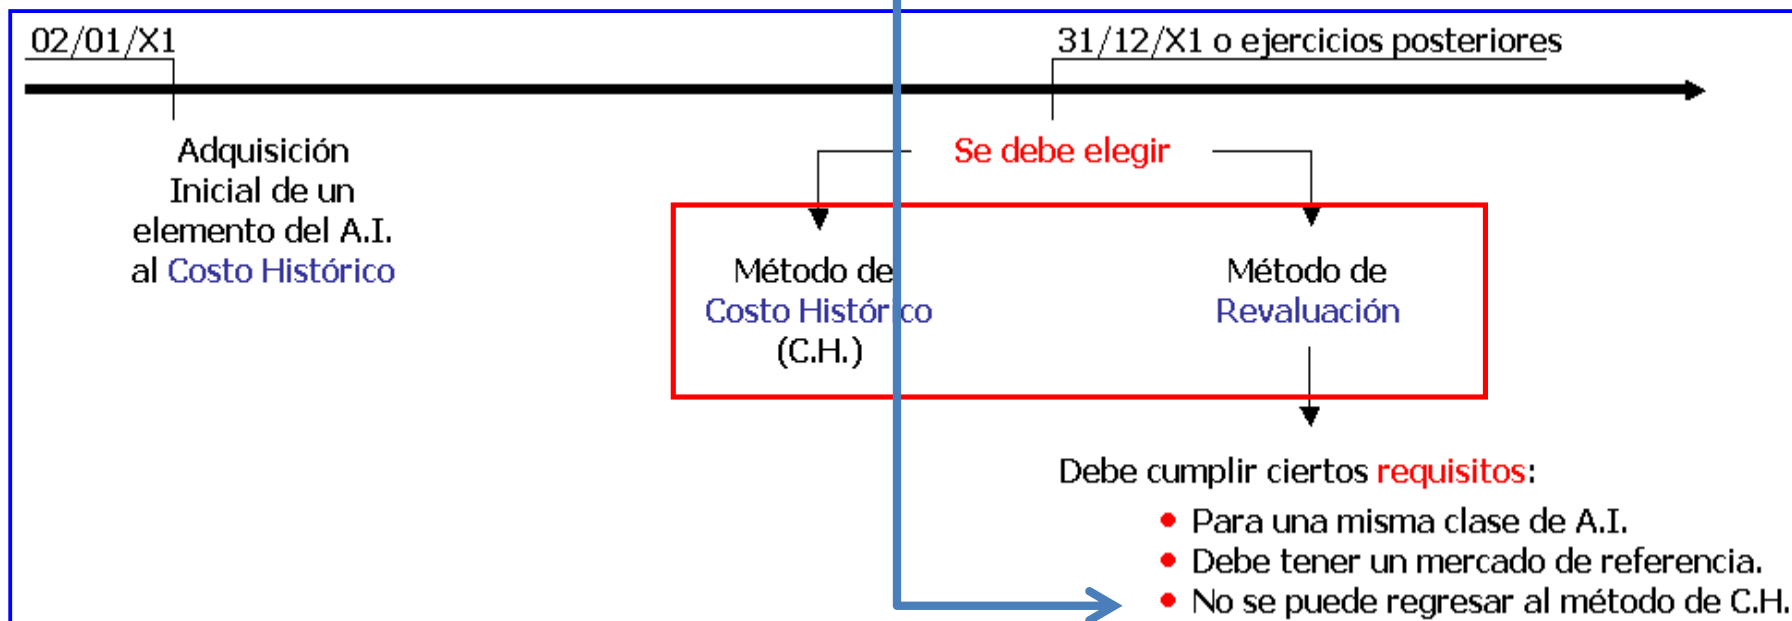 02/01/X1
31/12/X1 o ejercicios posteriores
Adquisición
Inicial de un
elemento del A.I.
al Costo Histórico
Se debe elegir
Método de
Costo Histórico
(C.H.)
Método de
Revaluación
Debe cumplir ciertos requisitos:
• Para una misma clase de A.I.
• Debe tener un mercado de referencia.
• No se puede regresar al método de C.H.